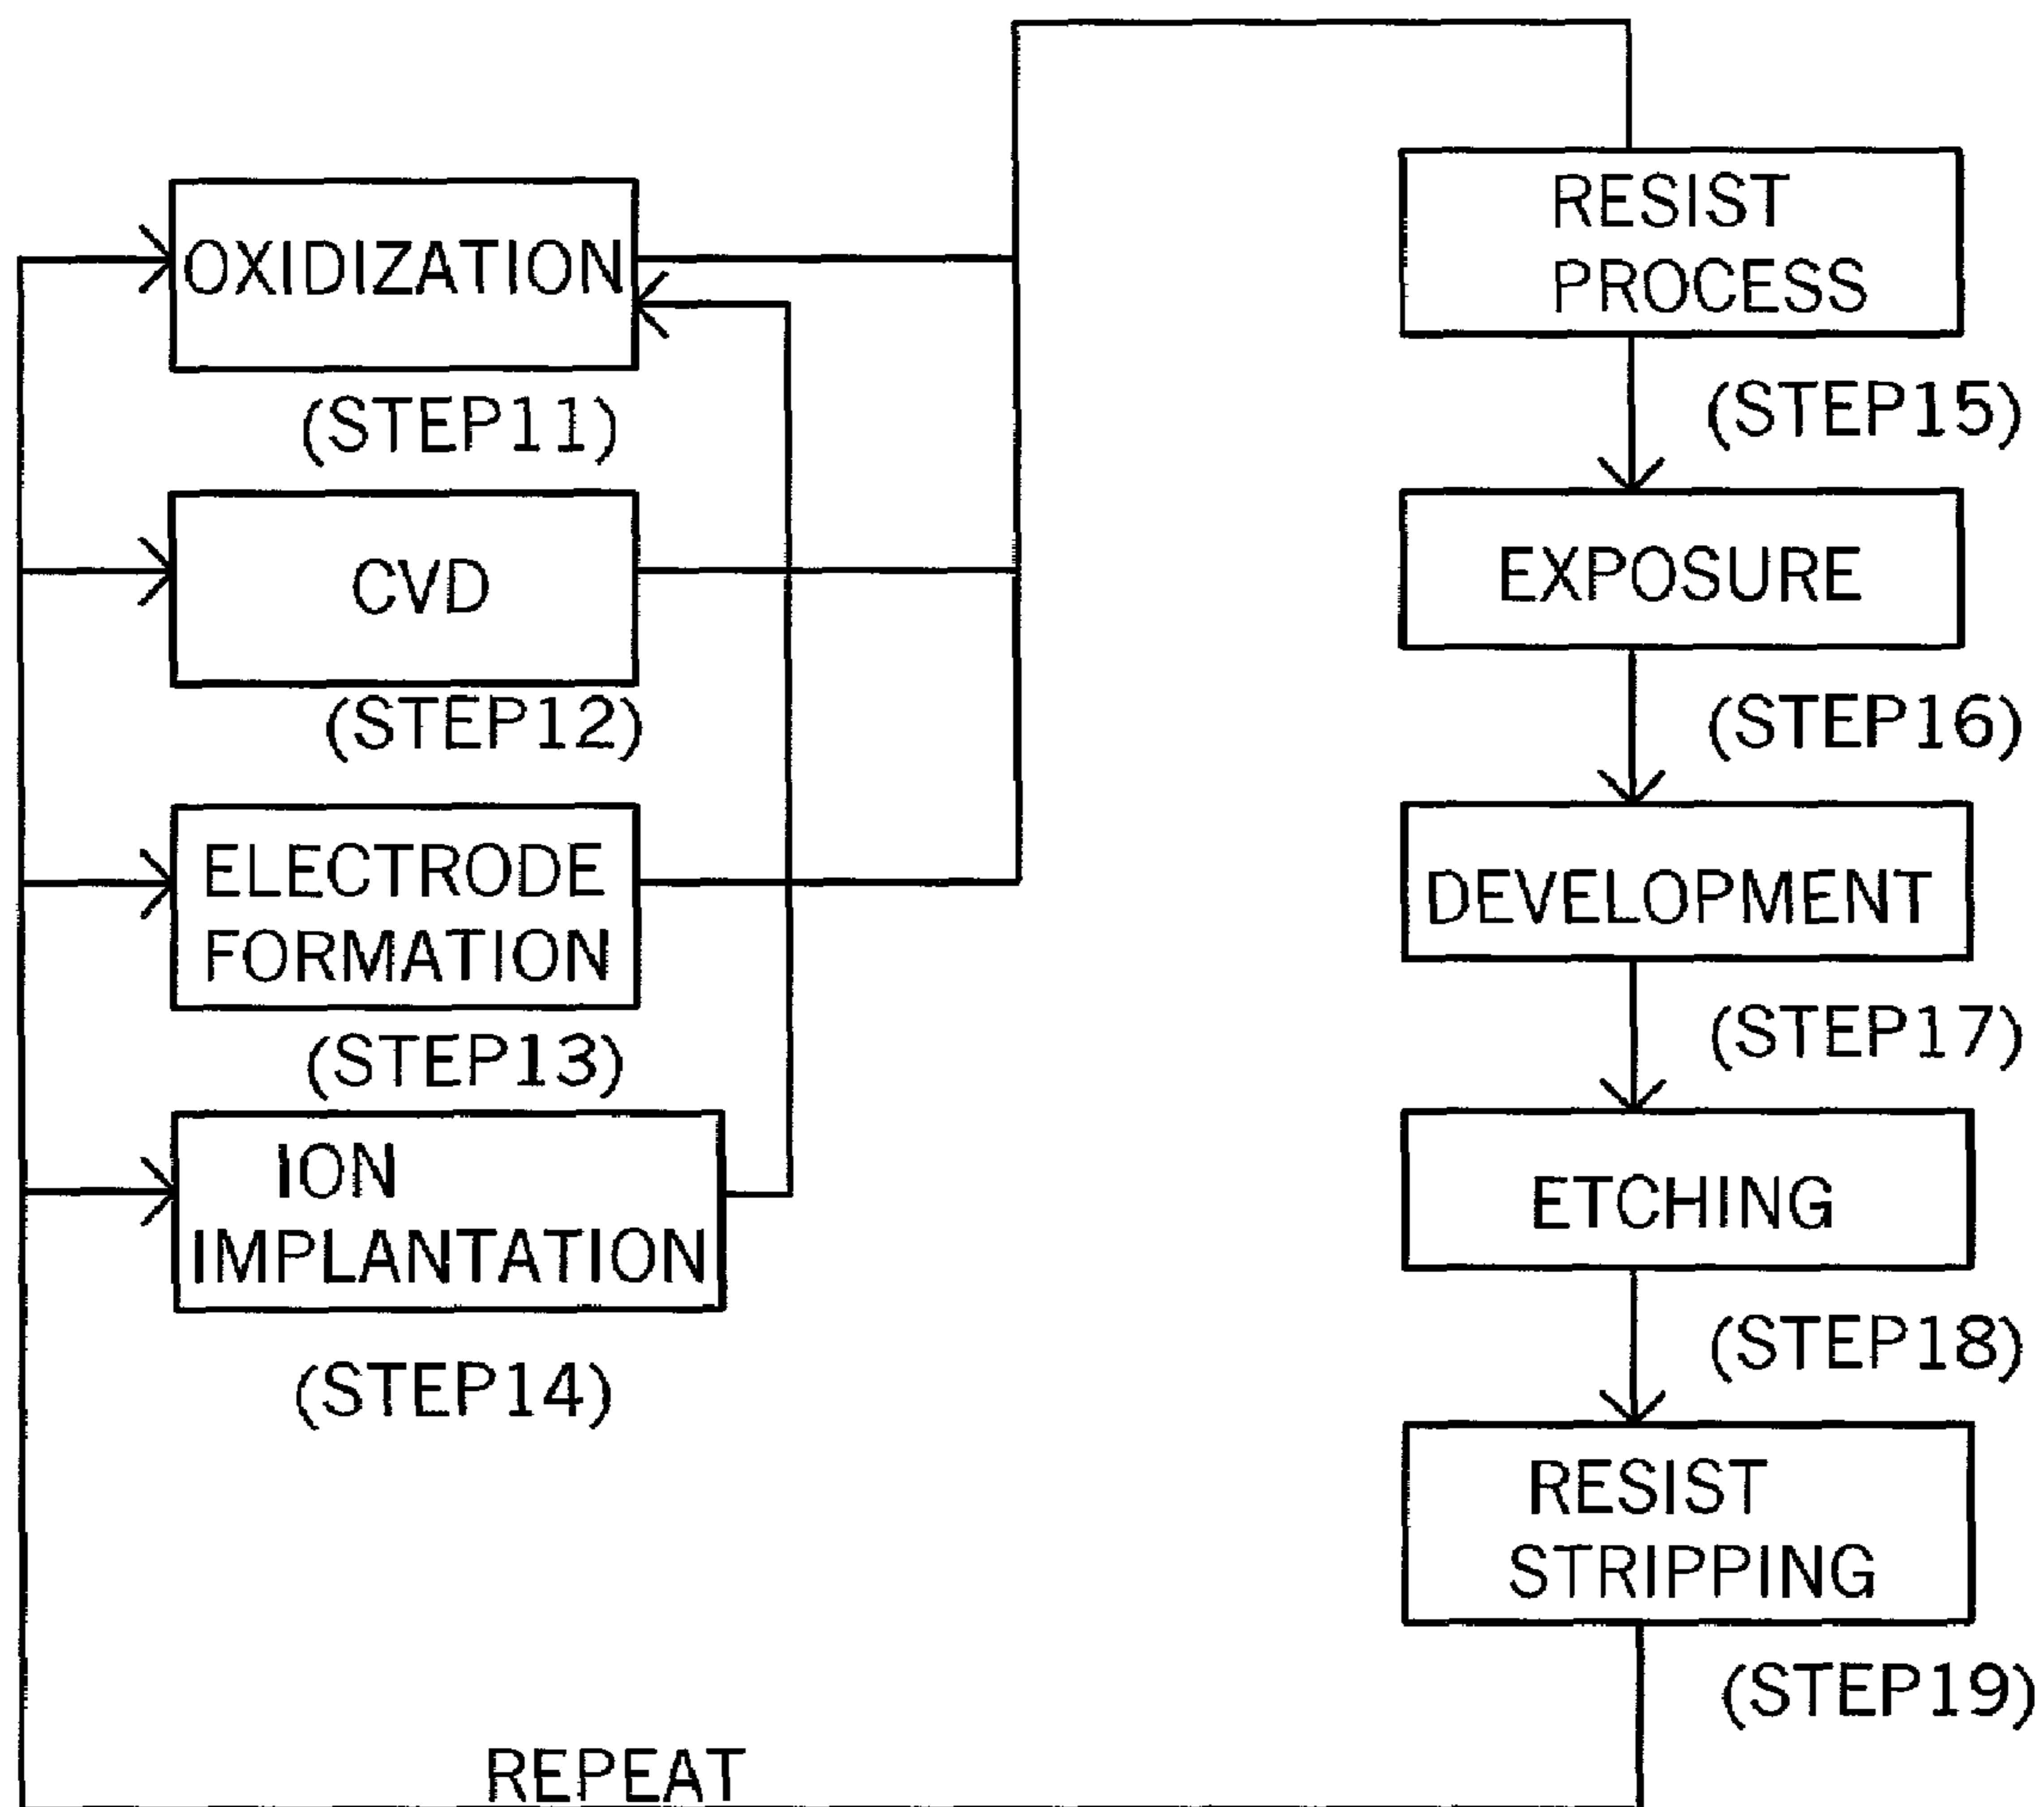 OXIDIZATION
(STEP11)
CVD
(STEP12)
ELECTRODE
FORMATION
(STEP13)
ION
IMPLANTATION
(STEP14)
RESIST
PROCESS
(STEP15)
EXPOSURE
(STEP16)
DEVELOPMENT
(STEP17)
ETCHING
(STEP18)
RESIST
STRIPPING
(STEP19)
REPEAT